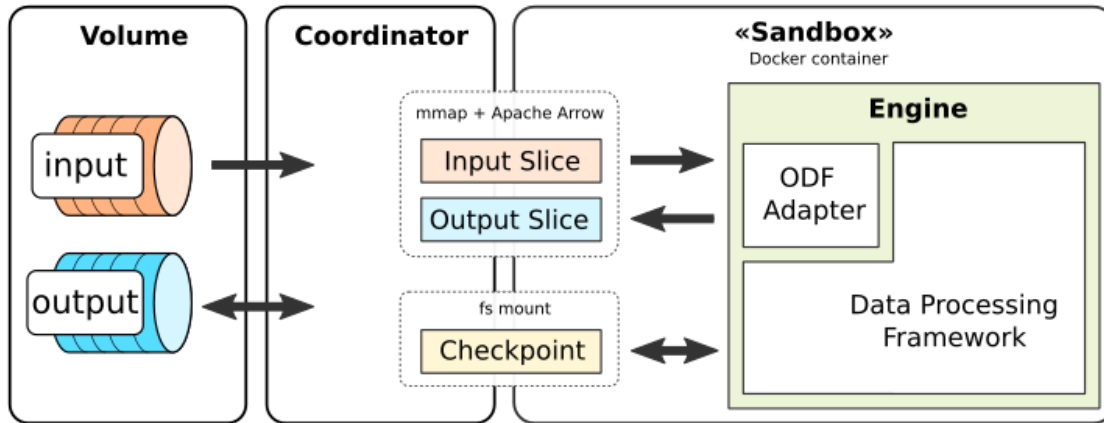 Volume
input
output
Coordinator
mmap + Apache Arrow
Input Slice
Output Slice
fs mount
Checkpoint
«Sandbox»
Docker container
Engine
ODF
Adapter
Data Processing
Framework